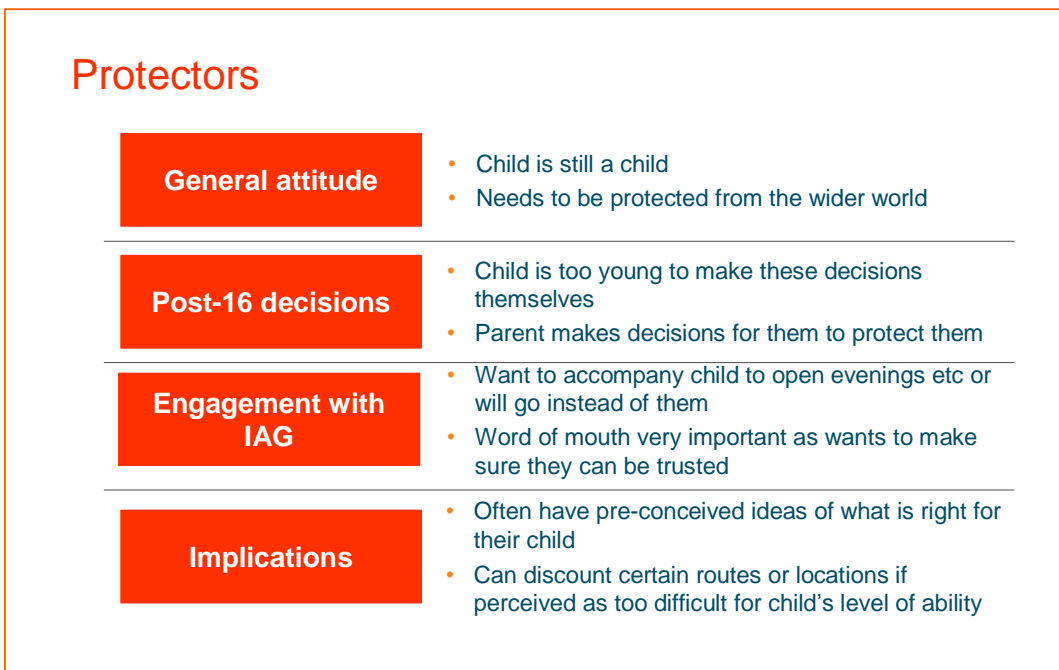 Protectors
General attitude
• Child is still a child
• Needs to be protected from the wider world
Post-16 decisions
• Child is too young to make these decisions
themselves
• Parent makes decisions for them to protect them
Engagement with
IAG
• Want to accompany child to open evenings etc or
will go instead of them
• Word of mouth very important as wants to make
sure they can be trusted
Implications
• Often have pre-conceived ideas of what is right for
their child
• Can discount certain routes or locations if
perceived as too difficult for child’s level of ability